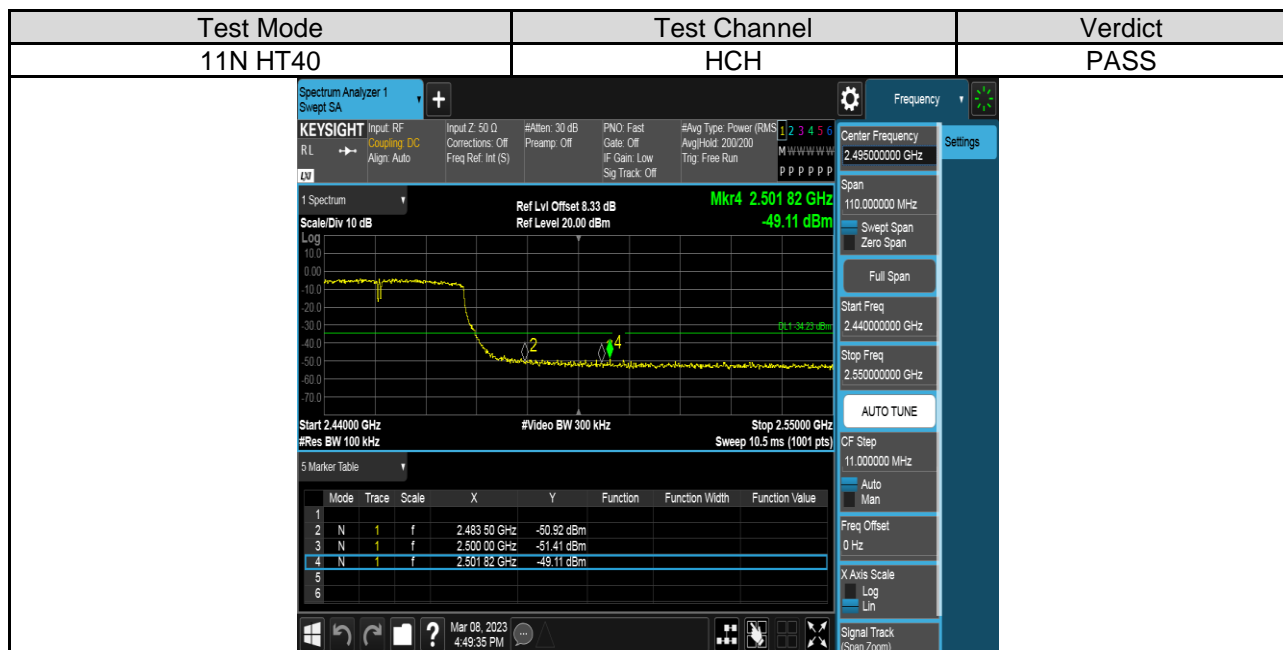 Test Mode Test Channel Verdict
11N HT40 HCH PASS
Spectrum Analyzer 1
Swept SA
+
Frequency
KEYSIGHT Input: RF Input Z: 50 Ω #Atten: 30 dB PNO: Fast #Avg Type: Power (RMS 1 2 3 4 5 6
RL Coupling: DC Corrections: Off Preamp: Off Gate: Off Avg|Hold: 200/200 M W W W W W
Align: Auto Freq Ref: Int (S) IF Gain: Low Trig: Free Run
LXI Sig Track: Off P P P P P P
1 Spectrum
Ref Lvl Offset 8.33 dB Mkr4 2.501 82 GHz
Scale/Div 10 dB Ref Level 20.00 dBm -49.11 dBm
Log
10.0
0.00
-10.0
-20.0
-30.0 DL1 -34.23 dBm
-40.0 2 4
-50.0
-60.0
-70.0
Start 2.44000 GHz #Video BW 300 kHz Stop 2.55000 GHz
#Res BW 100 kHz Sweep 10.5 ms (1001 pts)
5 Marker Table
Mode Trace Scale X Y Function Function Width Function Value
1
2 N 1 f 2.483 50 GHz -50.92 dBm
3 N 1 f 2.500 00 GHz -51.41 dBm
4 N 1 f 2.501 82 GHz -49.11 dBm
5
6
Center Frequency
2.495000000 GHz
Settings
Span
110.000000 MHz
Swept Span
Zero Span
Full Span
Start Freq
2.440000000 GHz
Stop Freq
2.550000000 GHz
AUTO TUNE
CF Step
11.000000 MHz
Auto
Man
Freq Offset
0 Hz
X Axis Scale
Log
Lin
Signal Track
(Span Zoom)
? Mar 08, 2023
4:49:35 PM